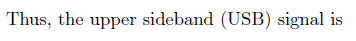 Thus, the upper sideband (USB) signal is